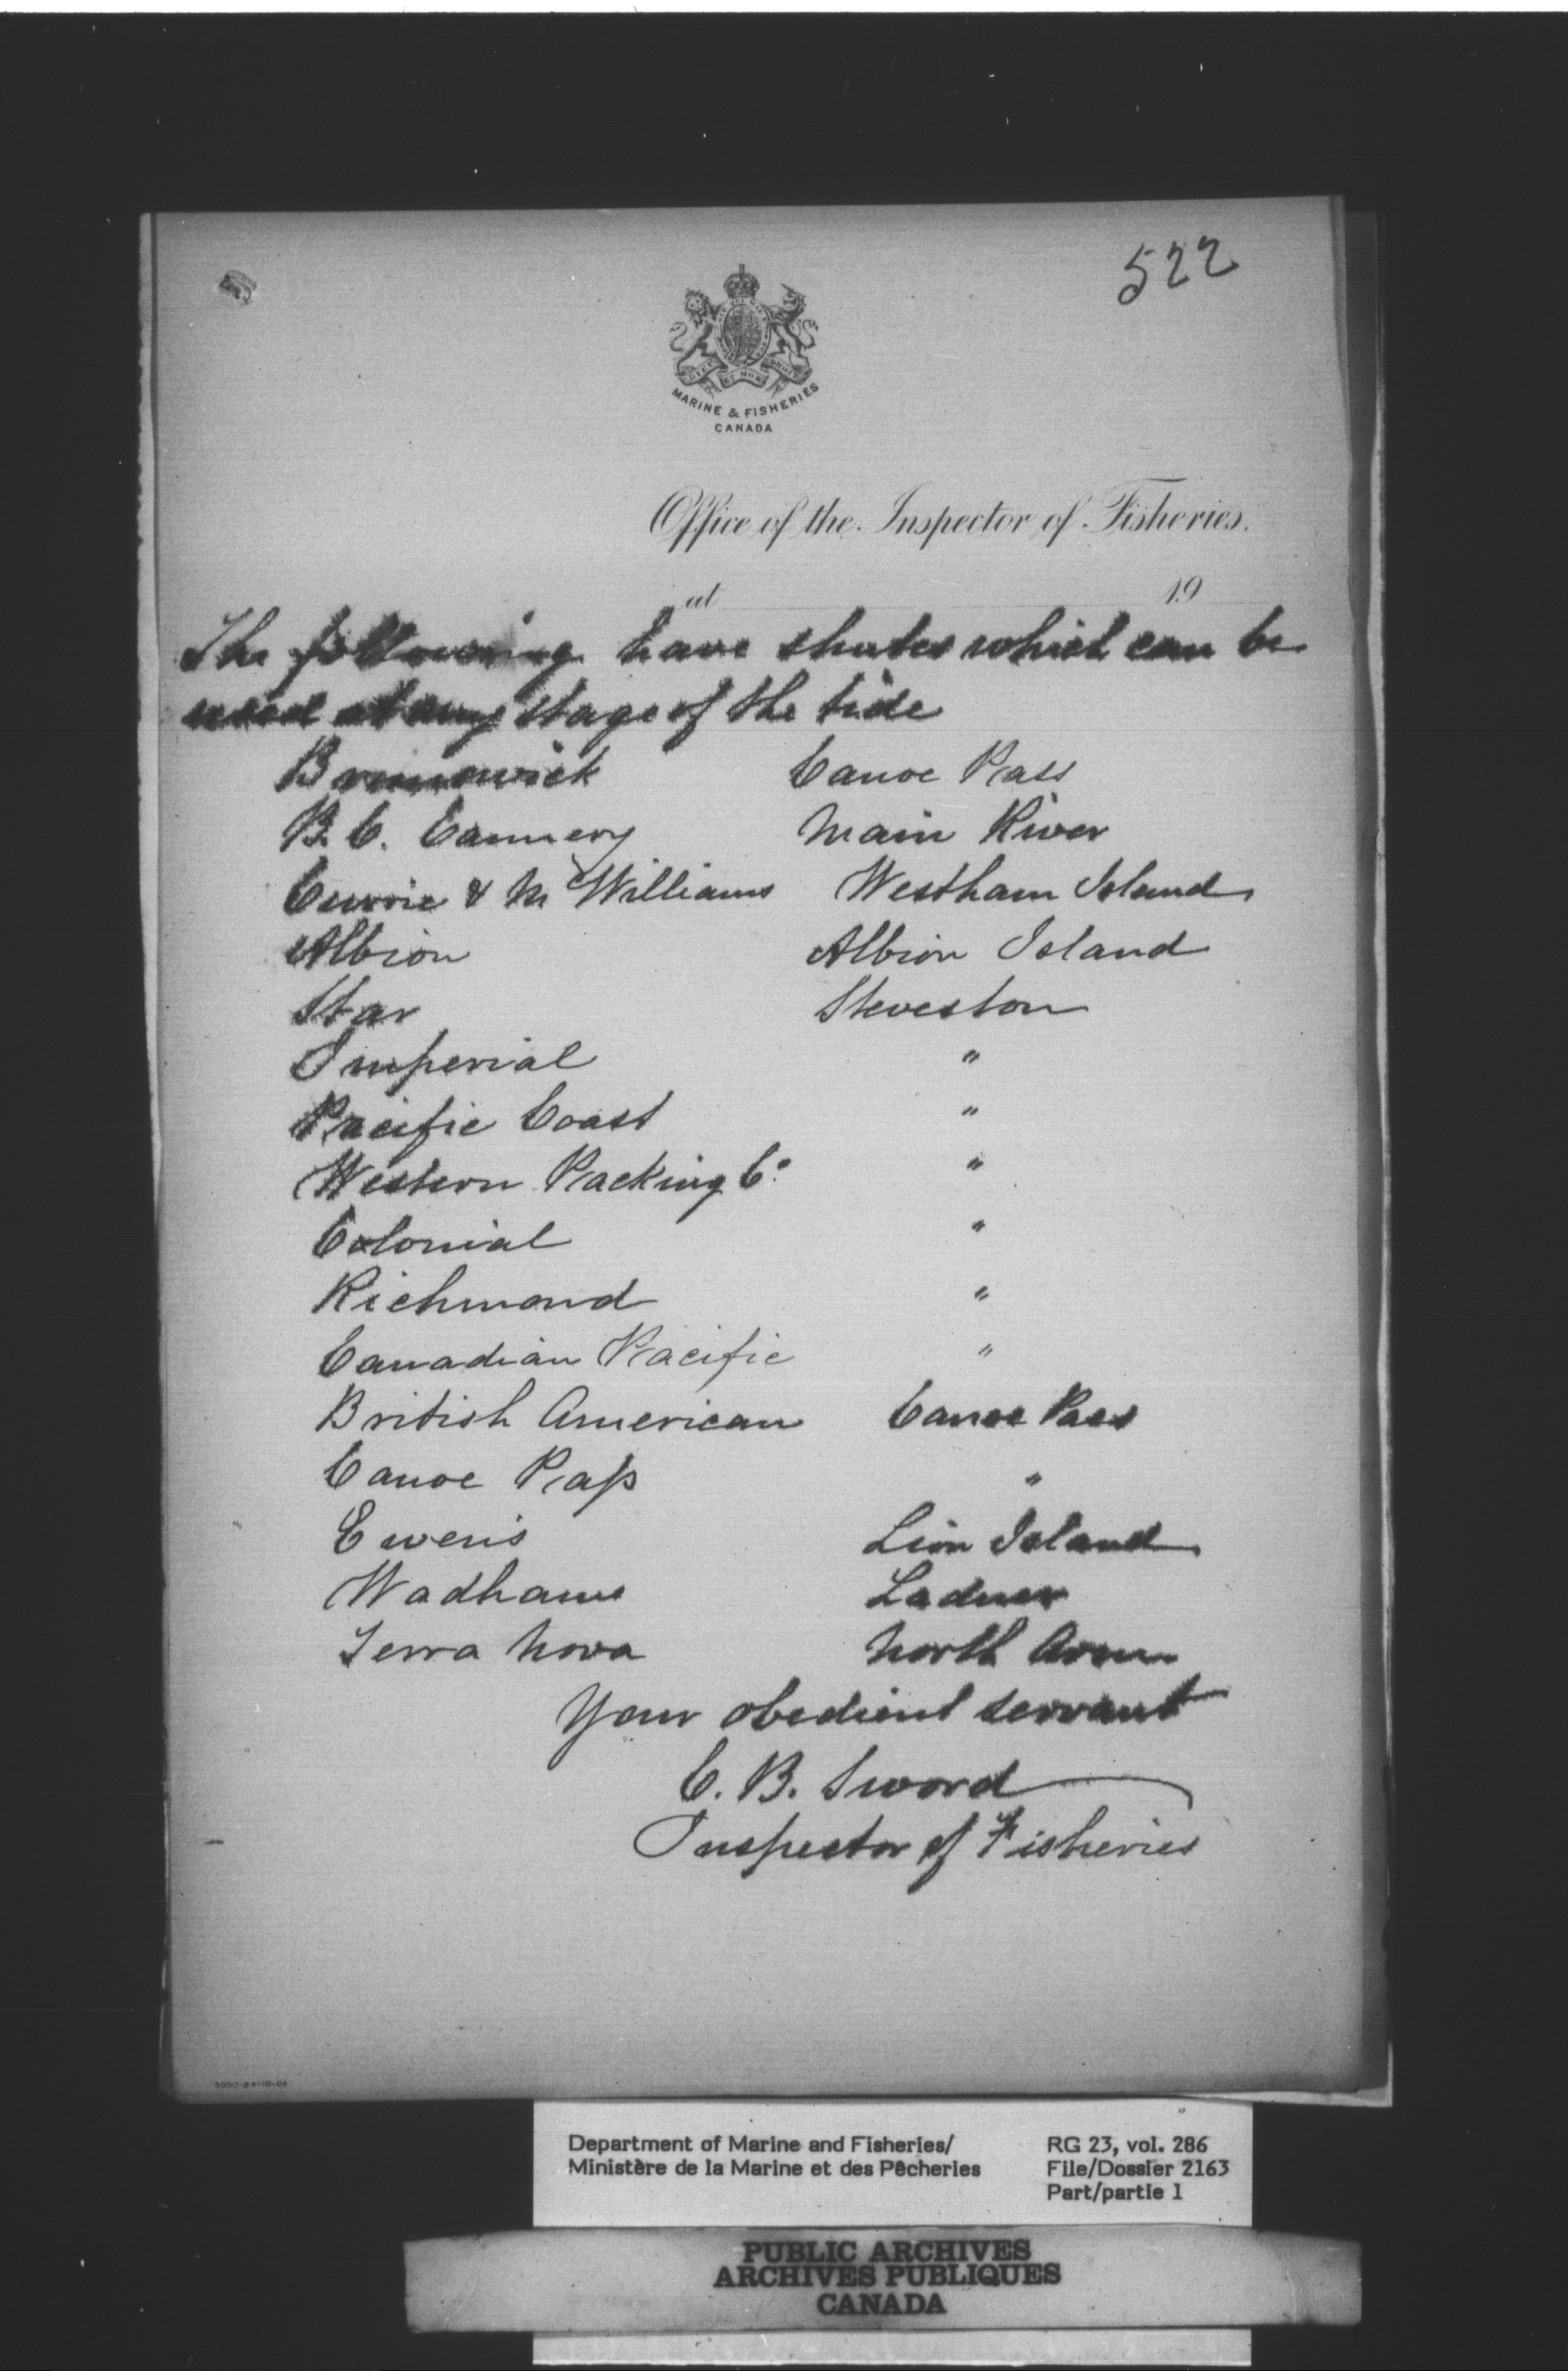 522
DIEU ET MON DROIT
MARINE & FISHERIES
CANADA
Office of the Inspector of Fisheries.
at 19
The following have shutes which can be
used at any stage of the tide
Brunswick Canoe Pass
B. C. Cannery Main River
Currie & McWilliams Westham Island
Albion Albion Island
Star Steveston
Imperial "
Pacific Coast "
Western Packing Co "
Colonial "
Richmond "
Canadian Pacific "
British American Canoe Pass
Canoe Pass "
Ewen's Lion Island
Wadhams Ladner
Terra Nova North Arm
Your obedient servant
C. B. Sword
Inspector of Fisheries
Department of Marine and Fisheries/ RG 23, vol. 286
Ministère de la Marine et des Pêcheries File/Dossier 2163
Part/partie 1
PUBLIC ARCHIVES
ARCHIVES PUBLIQUES
CANADA